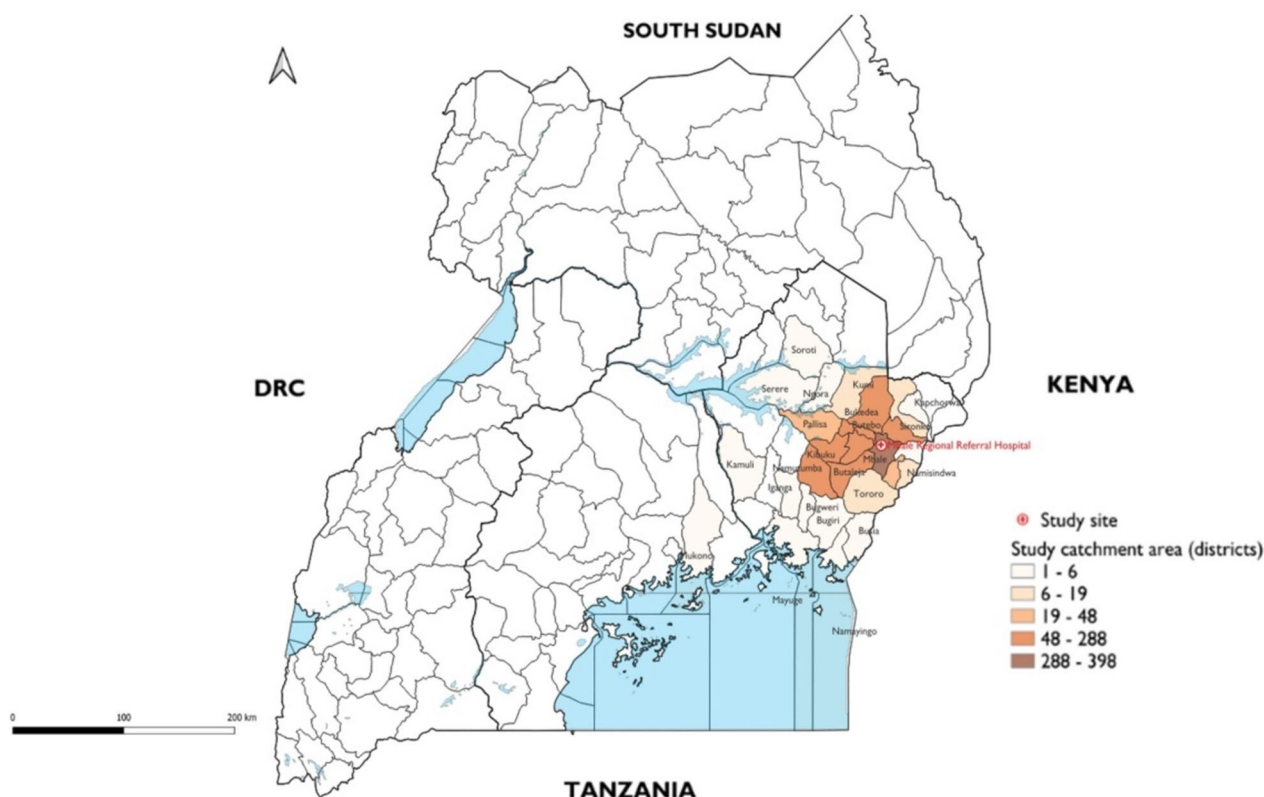 SOUTH SUDAN
DRC
KENYA
Soroti
Serere
Ngora
Kumi
Kapchorwa
Bukedea
Pallisa
Butebo
Sironko
Regional Referral Hospital
Kibuku
Mbale
Kamuli
Namutumba
Butaleja
Namisindwa
Iganga
Tororo
Bugweri
Bugiri
Busia
Mukono
Mayuge
Namayingo
Study site
Study catchment area (districts)
1 - 6
6 - 19
19 - 48
48 - 288
288 - 398
0 100 200 km
TANZANIA